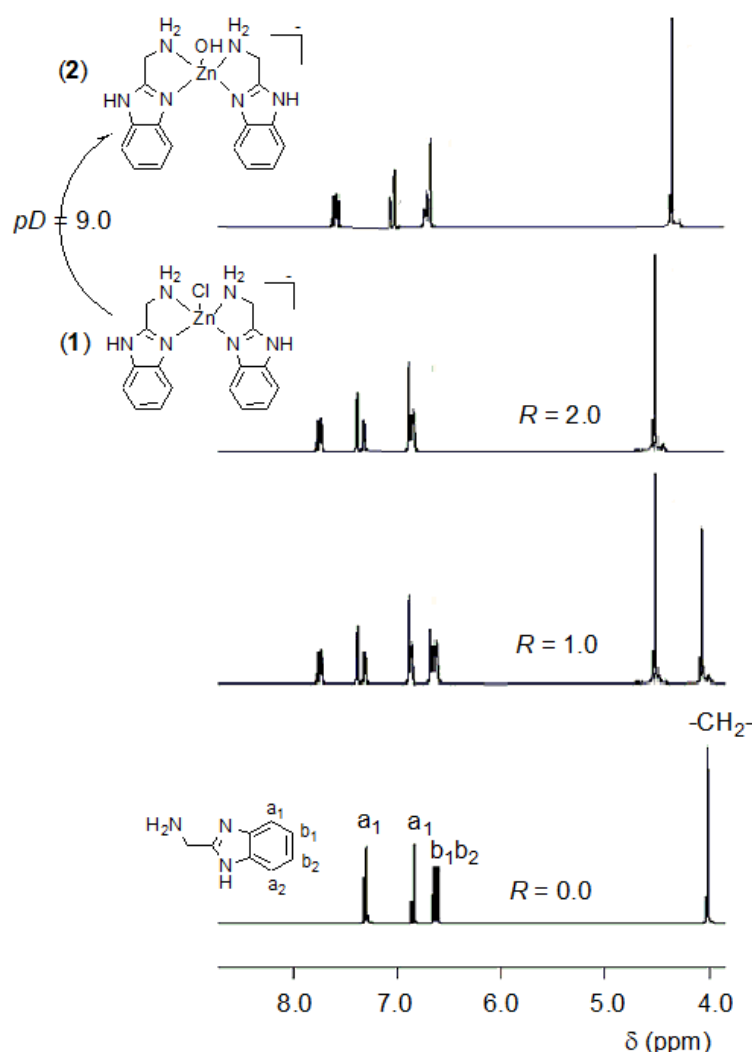 H2
N
OH
H2
N
-
(2)
Zn
HN
N
N
NH
pD = 9.0
H2
N
Cl
H2
N
-
Zn
(1)
HN
N
N
NH
R = 2.0
R = 1.0
-CH2-
H2N
N
N
H
a1
b1
b2
a2
a1
a1
b1b2
R = 0.0
8.0 7.0 6.0 5.0 4.0
δ (ppm)